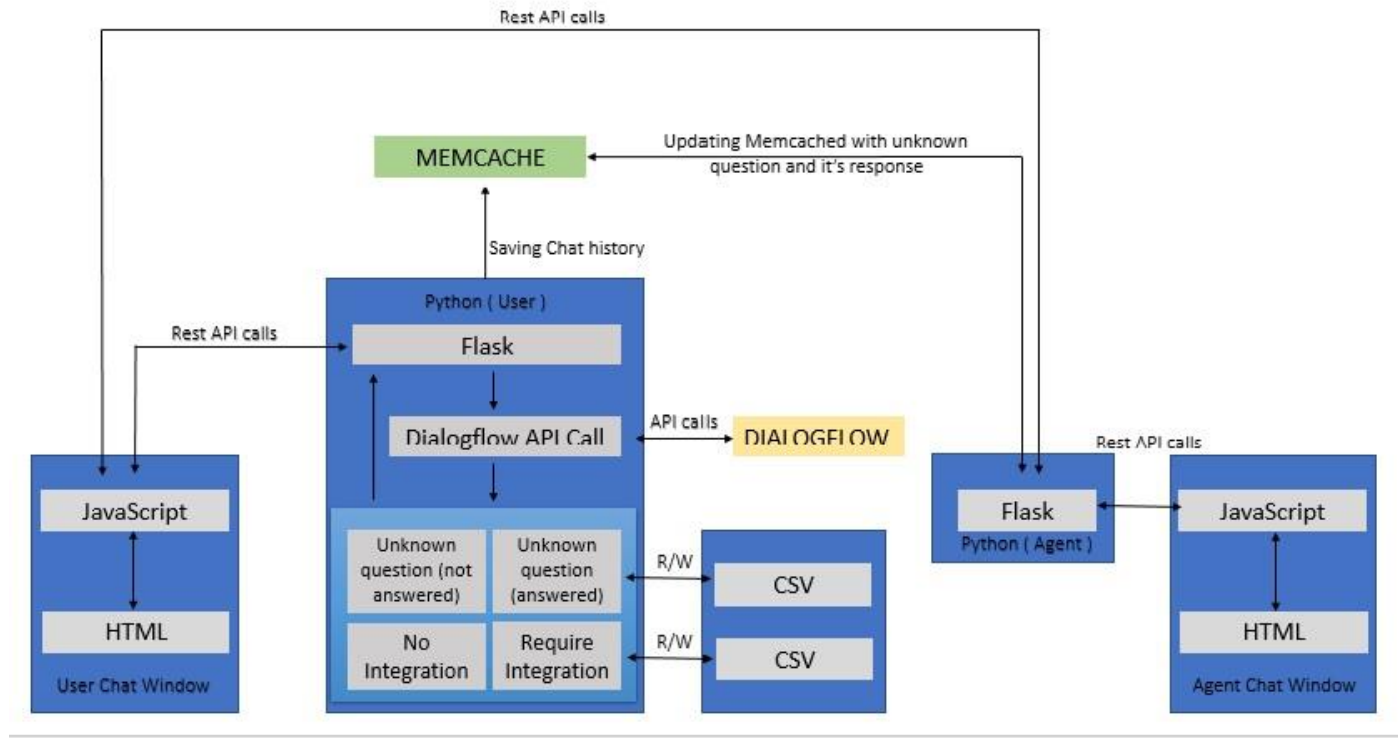 Rest API calls
MEMCACHE
Updating Memcached with unknown
question and it's response
Saving Chat history
Python ( User )
Rest API calls
Flask
Dialogflow API Call
API calls
DIALOGFLOW
Rest API calls
JavaScript
Flask
Python ( Agent )
JavaScript
Unknown
question (not
answered)
Unknown
question
(answered)
R/W
CSV
HTML
No
Integration
Require
Integration
R/W
CSV
HTML
User Chat Window
Agent Chat Window